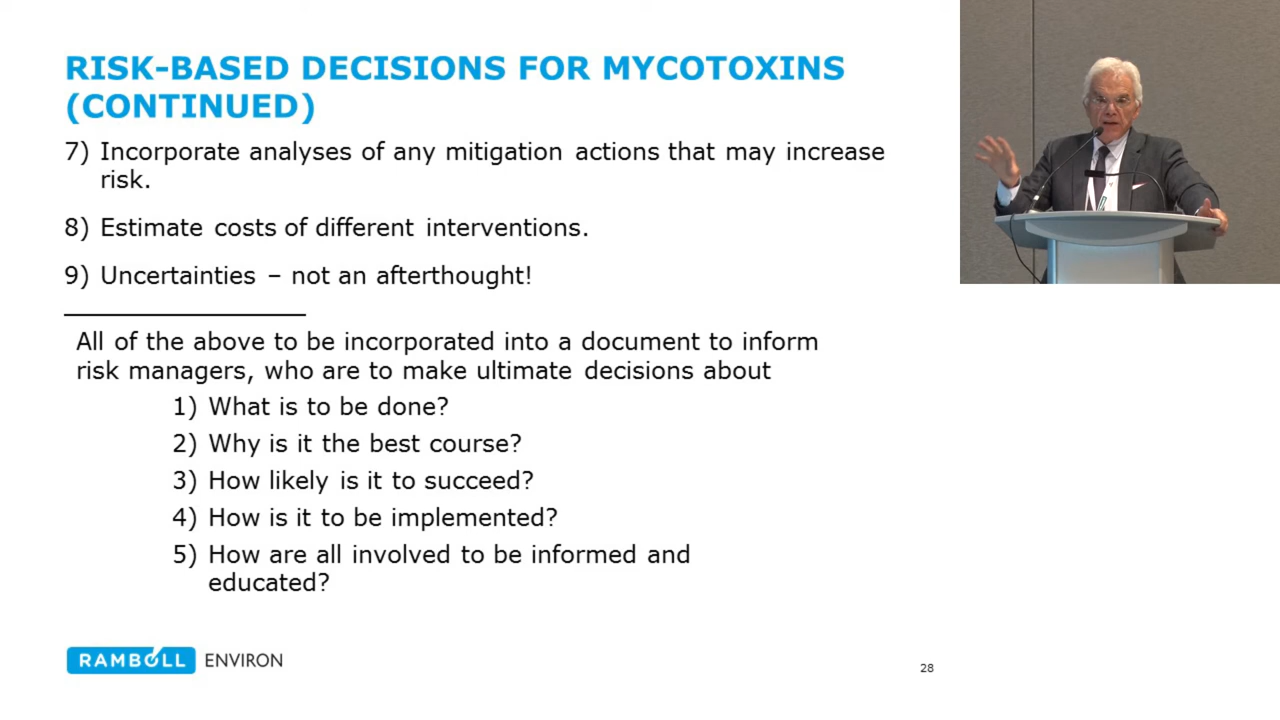 RISK-BASED DECISIONS FOR MYCOTOXINS
(CONTINUED)
7) Incorporate analyses of any mitigation actions that may increase
risk.
8) Estimate costs of different interventions.
9) Uncertainties – not an afterthought!
All of the above to be incorporated into a document to inform
risk managers, who are to make ultimate decisions about
1) What is to be done?
2) Why is it the best course?
3) How likely is it to succeed?
4) How is it to be implemented?
5) How are all involved to be informed and
educated?
RAMBOLL ENVIRON
28